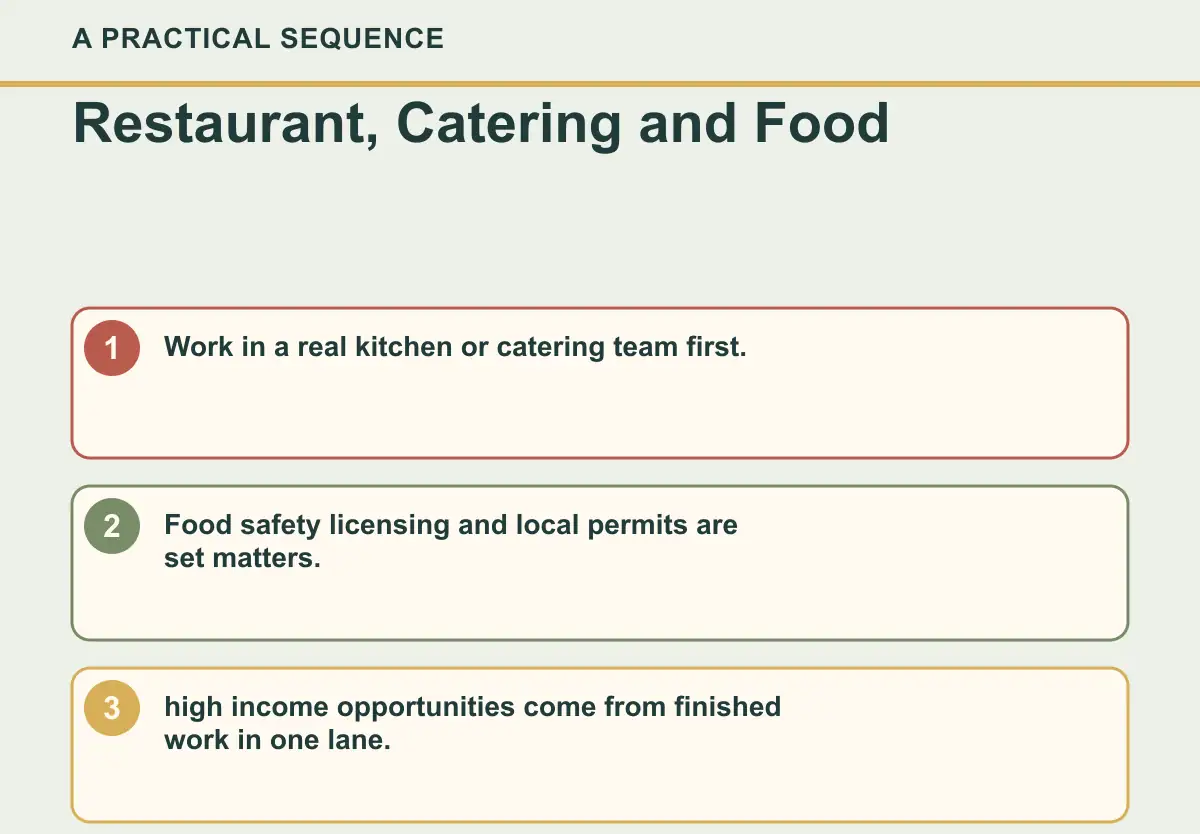 A PRACTICAL SEQUENCE
Restaurant, Catering and Food
1
Work in a real kitchen or catering team first.
2
Food safety licensing and local permits are
set matters.
3
high income opportunities come from finished
work in one lane.